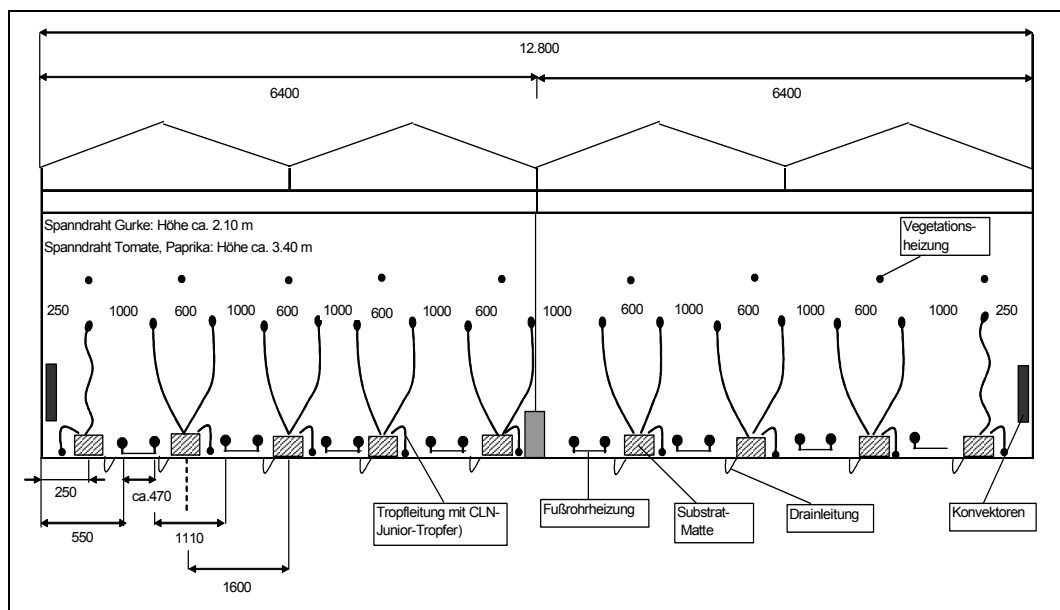 12.800
6400
6400
Spanndraht Gurke: Höhe ca. 2.10 m
Spanndraht Tomate, Paprika: Höhe ca. 3.40 m
Vegetations-
heizung
250
1000
600
1000
600
1000
600
1000
600
1000
600
1000
600
1000
600
1000
250
250
ca.470
550
1110
1600
Tropfleitung mit CLN-
Junior-Tropfer)
Fußrohrheizung
Substrat-
Matte
Drainleitung
Konvektoren